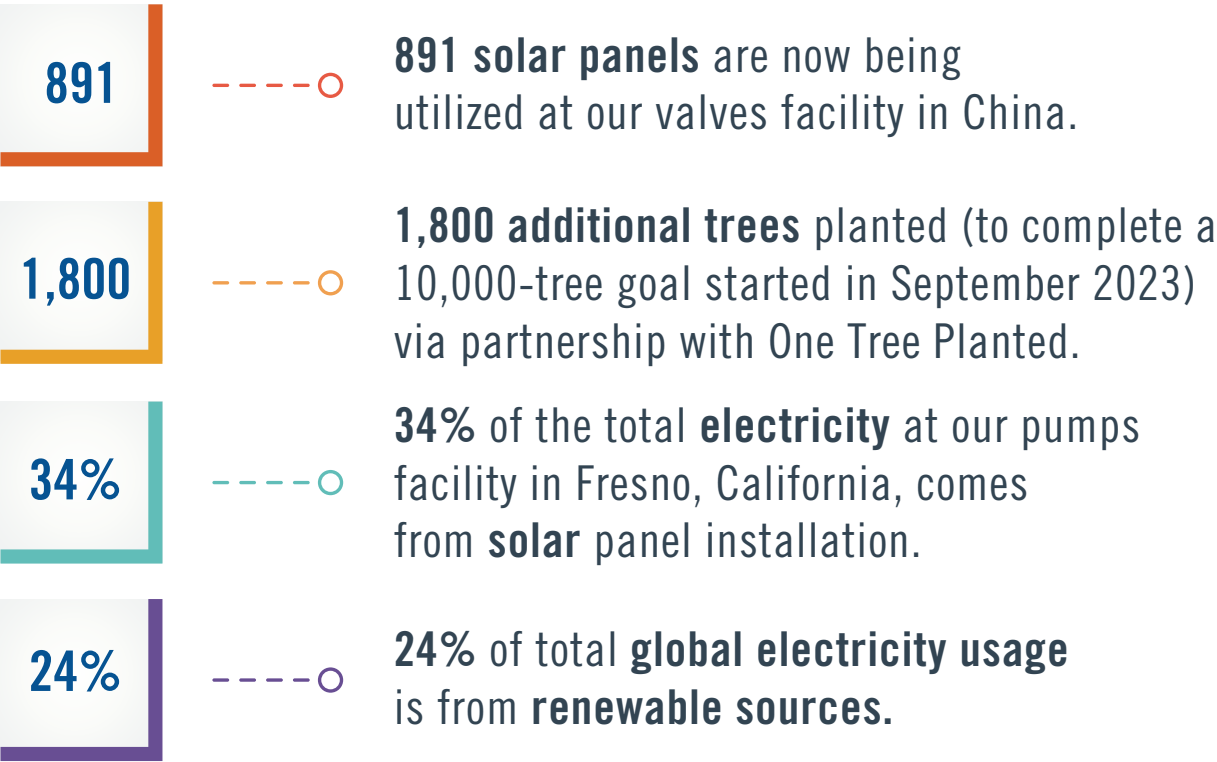 891
891 solar panels are now being
utilized at our valves facility in China.
1,800
1,800 additional trees planted (to complete a
10,000-tree goal started in September 2023)
via partnership with One Tree Planted.
34%
34% of the total electricity at our pumps
facility in Fresno, California, comes
from solar panel installation.
24%
24% of total global electricity usage
is from renewable sources.